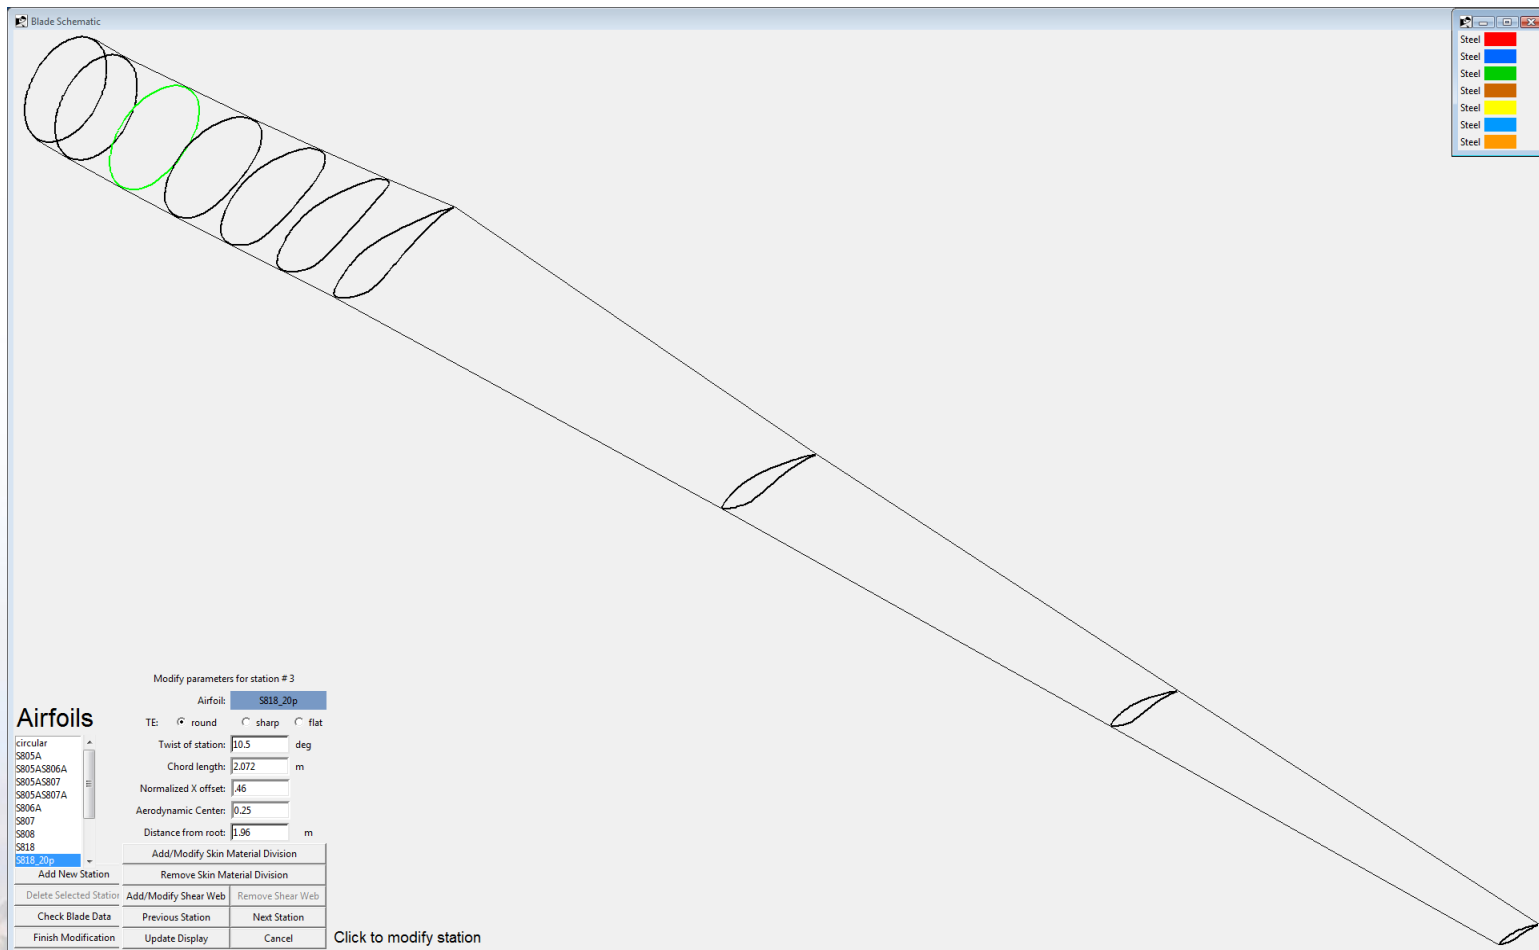 Blade Schematic
Steel
Steel
Steel
Steel
Steel
Steel
Steel
Modify parameters for station # 3
Airfoil: S818_20p
TE: round sharp flat
Twist of station: 10.5 deg
Chord length: 2.072 m
Normalized X offset: .46
Aerodynamic Center: 0.25
Distance from root: 1.96 m
Airfoils
circular
S805A
S805AS806A
S805AS807
S805AS807A
S806A
S807
S808
S818
S818_20p
Add/Modify Skin Material Division
Add New Station Remove Skin Material Division
Delete Selected Station Add/Modify Shear Web Remove Shear Web
Check Blade Data Previous Station Next Station
Finish Modification Update Display Cancel Click to modify station